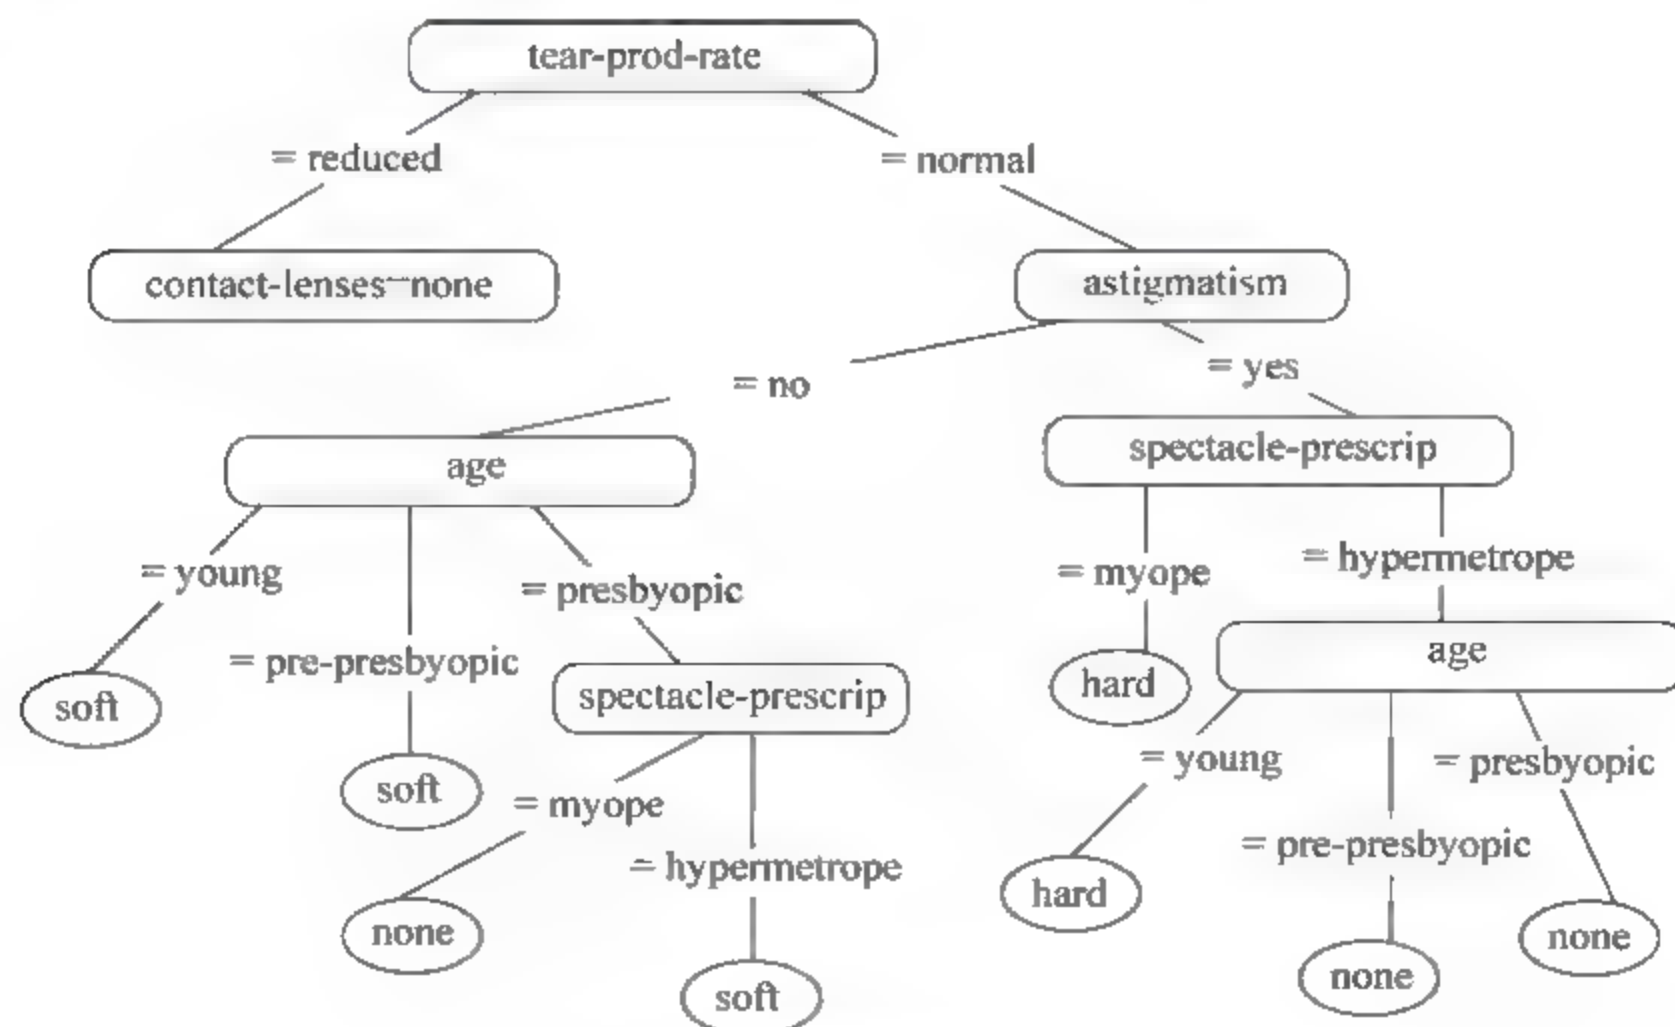 tear-prod-rate
= reduced
= normal
contact-lenses=none
astigmatism
= no
= yes
age
spectacle-prescrip
= young
= pre-presbyopic
= presbyopic
= myope
= hypermetrope
soft
soft
spectacle-prescrip
hard
age
= myope
= hypermetrope
= young
= pre-presbyopic
= presbyopic
none
soft
hard
none
none